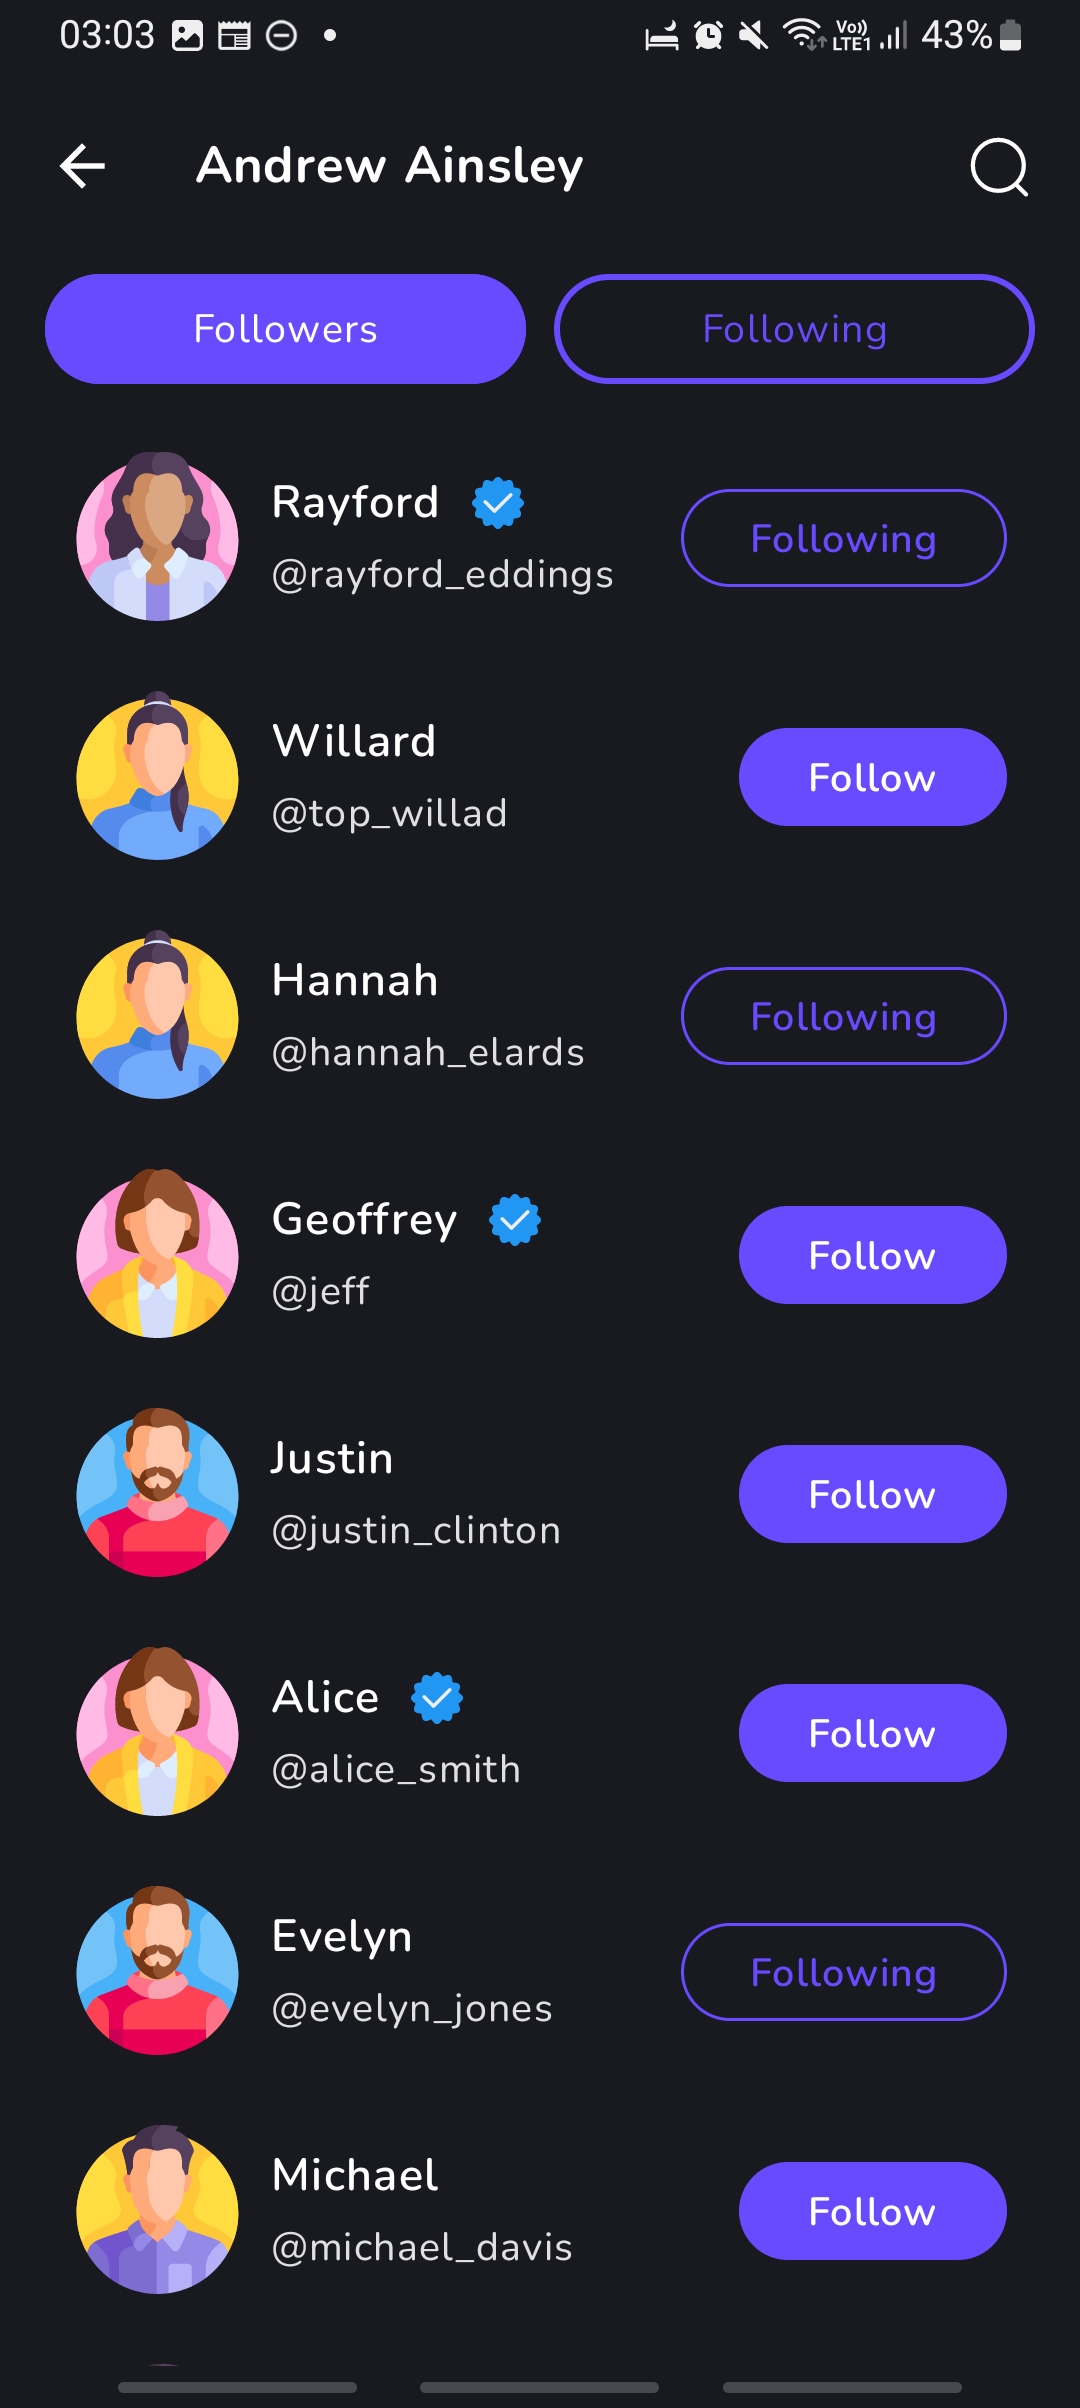 03:03 Vo)) LTE1 43%
Andrew Ainsley
Followers Following
Rayford
@rayford_eddings
Following
Willard
@top_willad
Follow
Hannah
@hannah_elards
Following
Geoffrey
@jeff
Follow
Justin
@justin_clinton
Follow
Alice
@alice_smith
Follow
Evelyn
@evelyn_jones
Following
Michael
@michael_davis
Follow